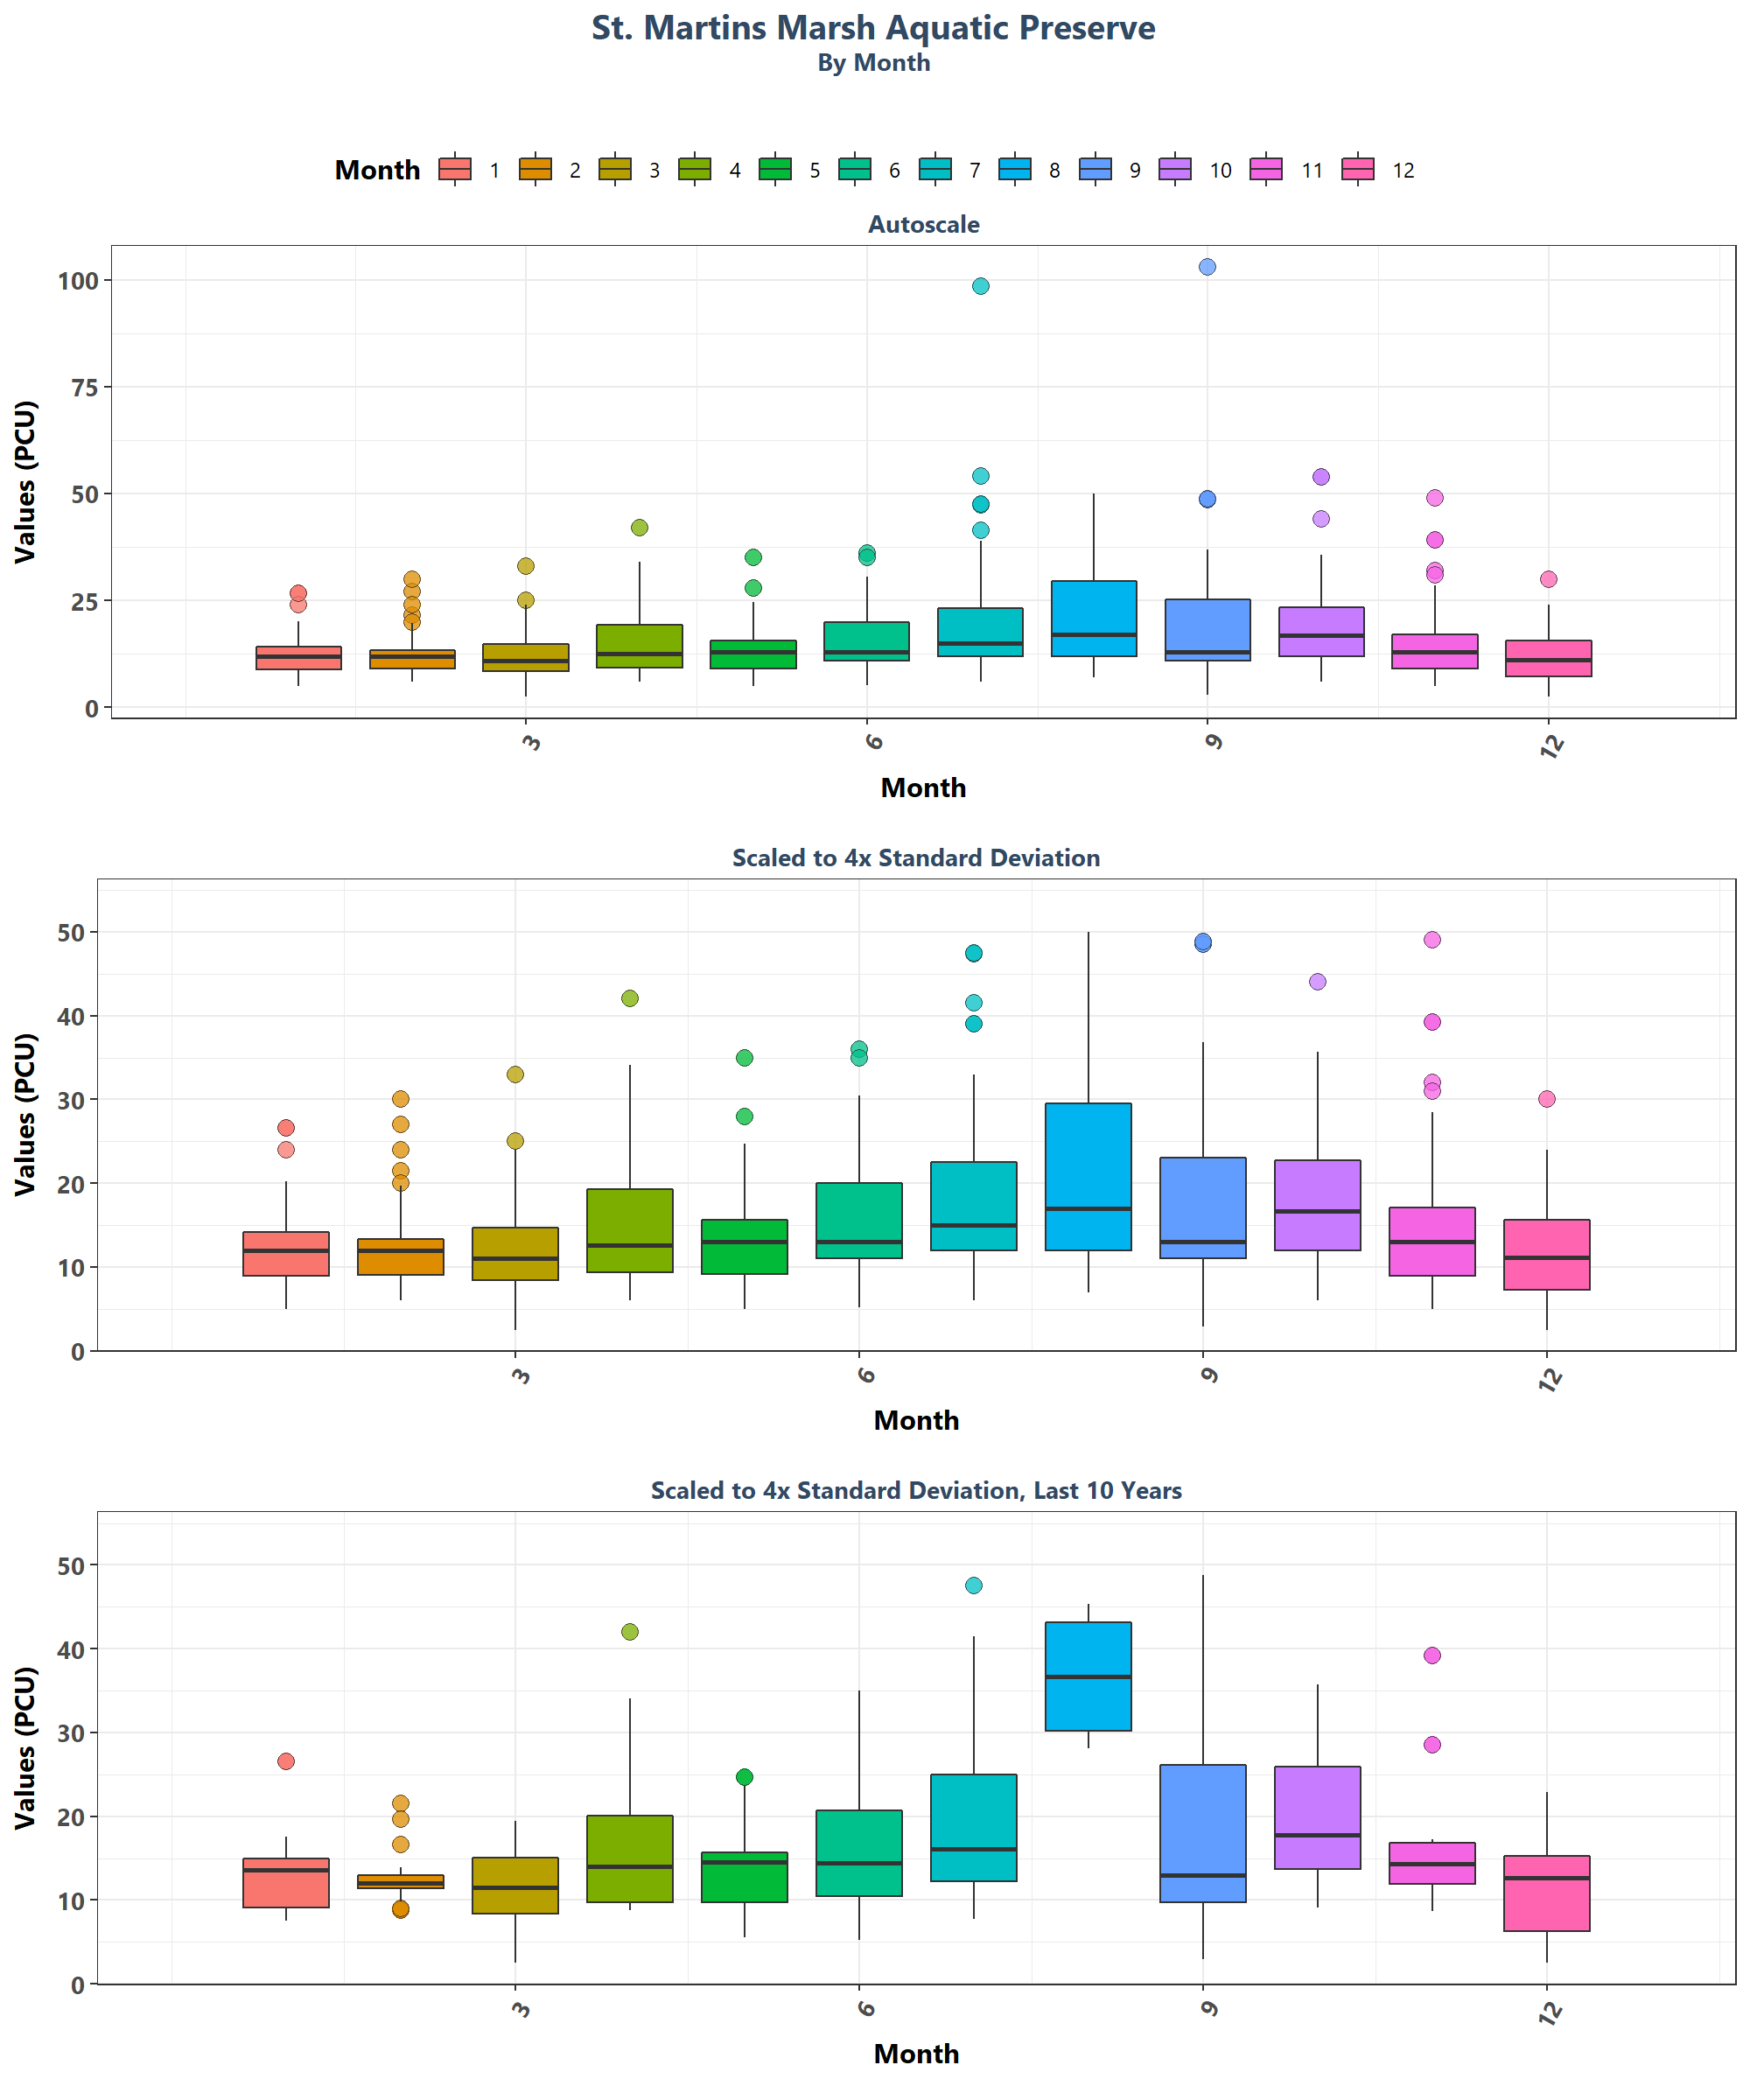 St. Martins Marsh Aquatic Preserve
By Month
Month 1 2 3 4 5 6 7 8 9 10 11 12
Autoscale
Values (PCU)
100
75
50
25
0
3 6 9 12
Month
Scaled to 4x Standard Deviation
Values (PCU)
50
40
30
20
10
0
3 6 9 12
Month
Scaled to 4x Standard Deviation, Last 10 Years
Values (PCU)
50
40
30
20
10
0
3 6 9 12
Month